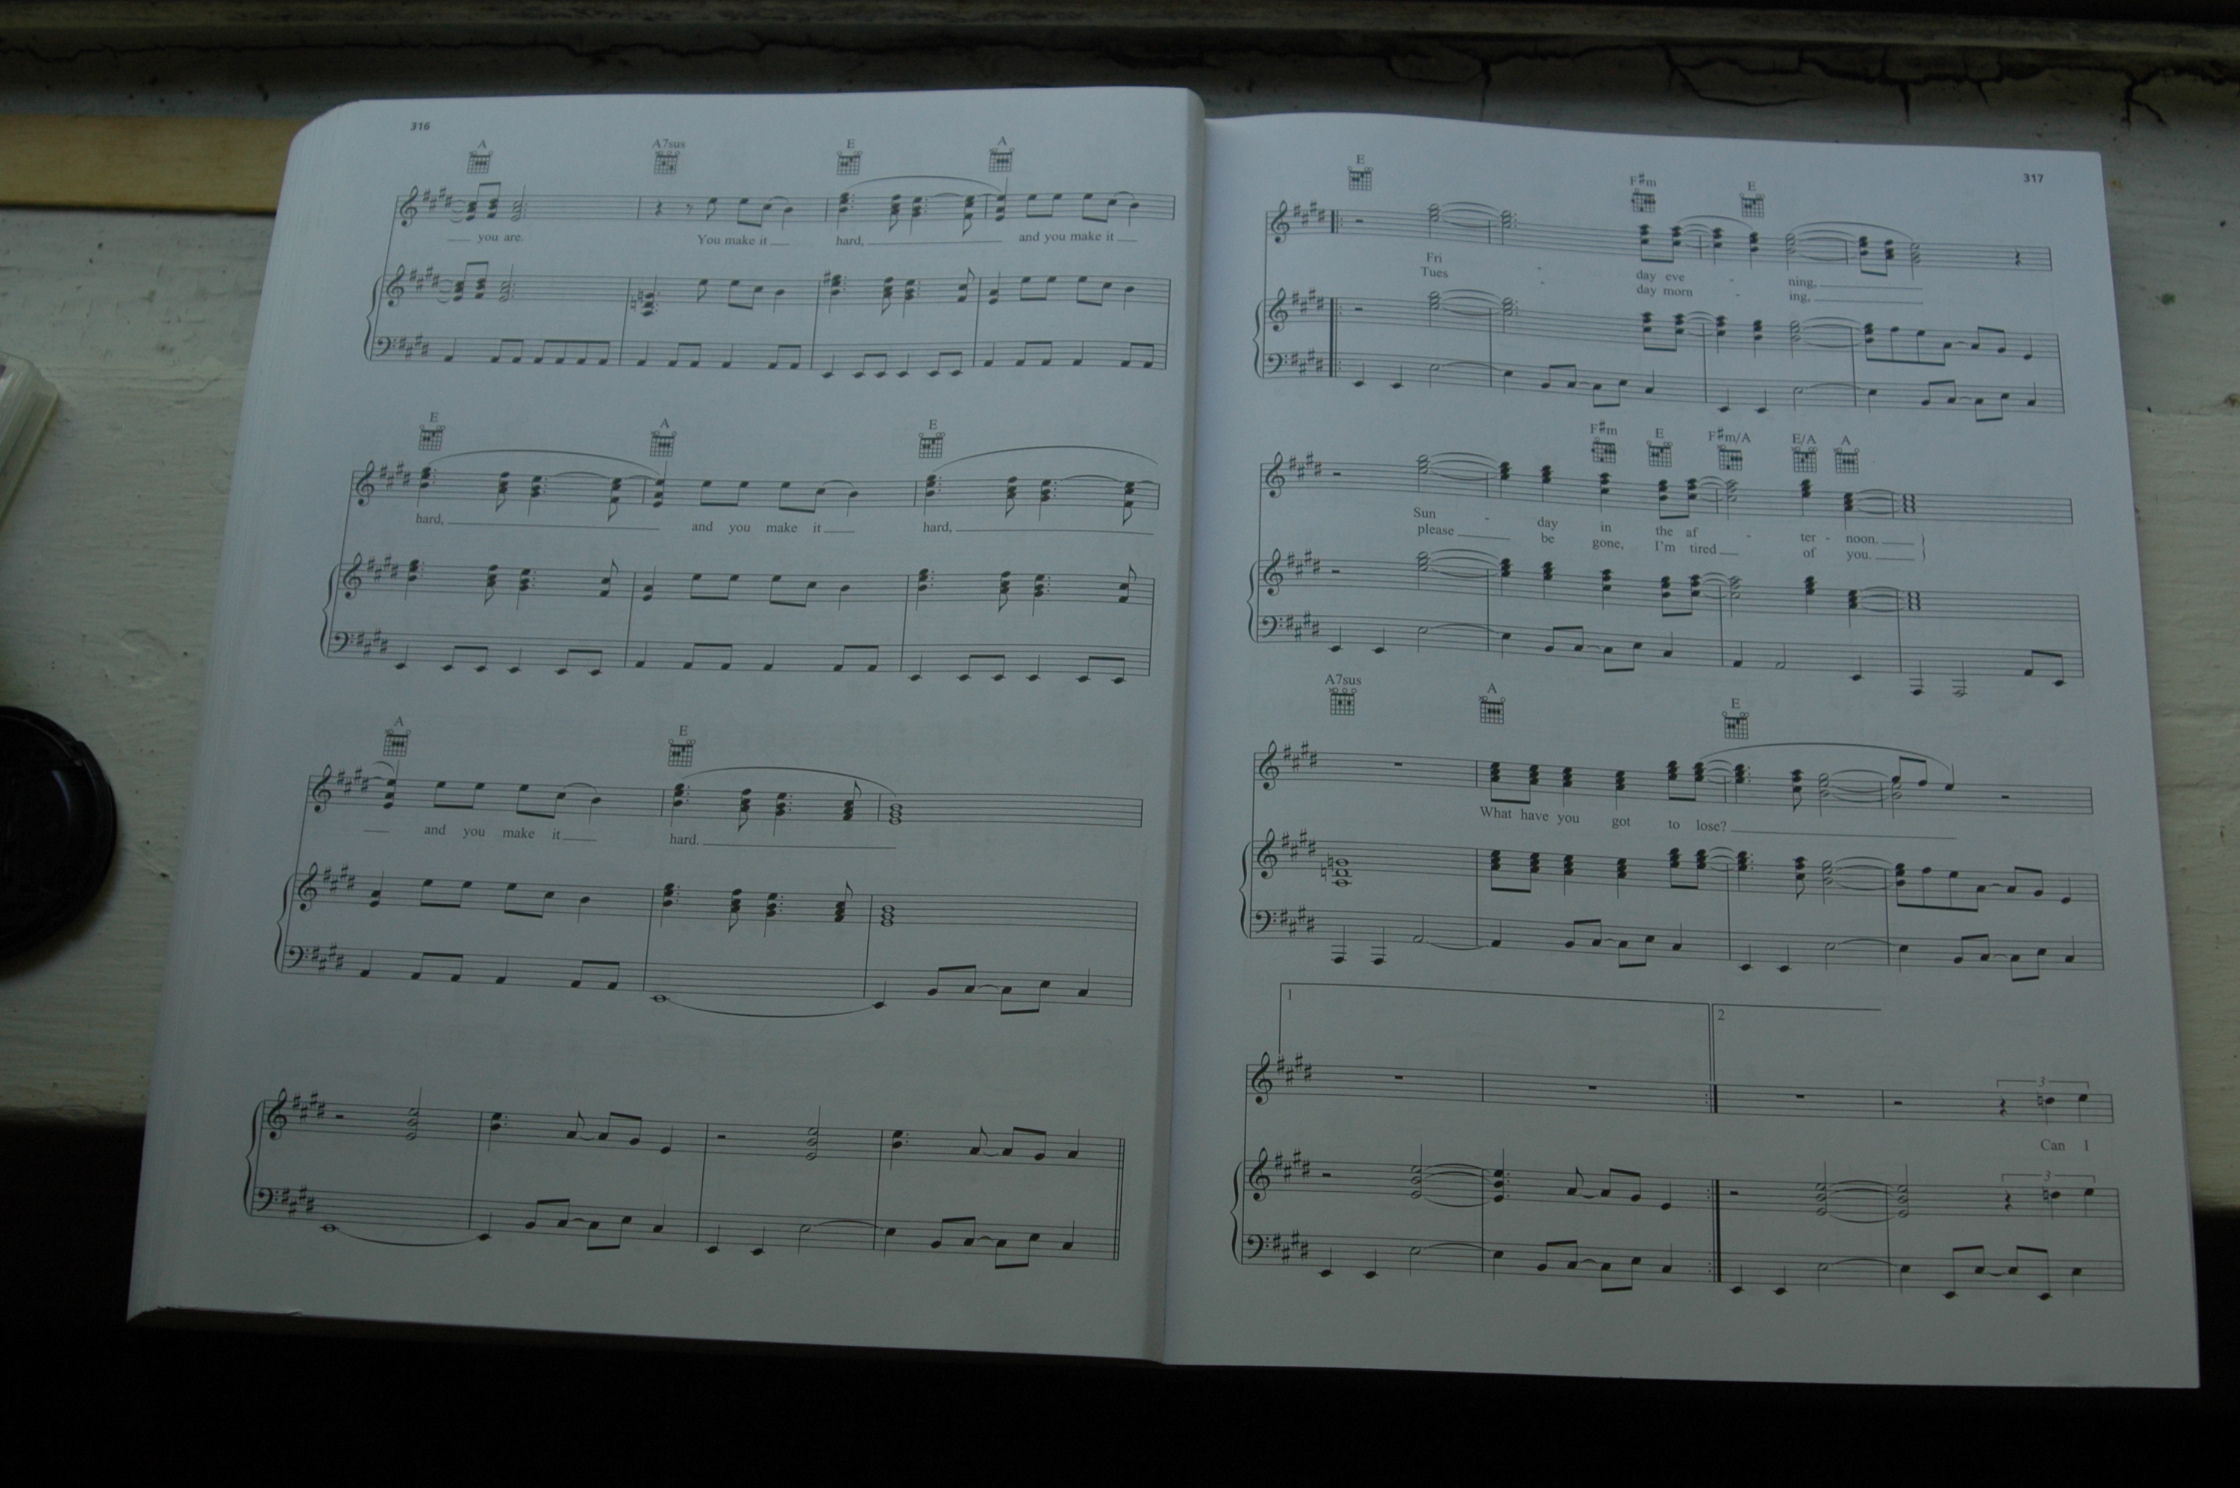 316
A A7sus E A
you are. You make it hard, and you make it
E A E
hard, and you make it hard,
A E
and you make it hard.
317
E F#m E
Fri - day eve - ning,
Tues day morn - ing,
F#m E F#m/A E/A A
Sun - day in the af - ter - noon.
please be gone, I'm tired of you.
A7sus A E
What have you got to lose?
1 2
3
Can I
3